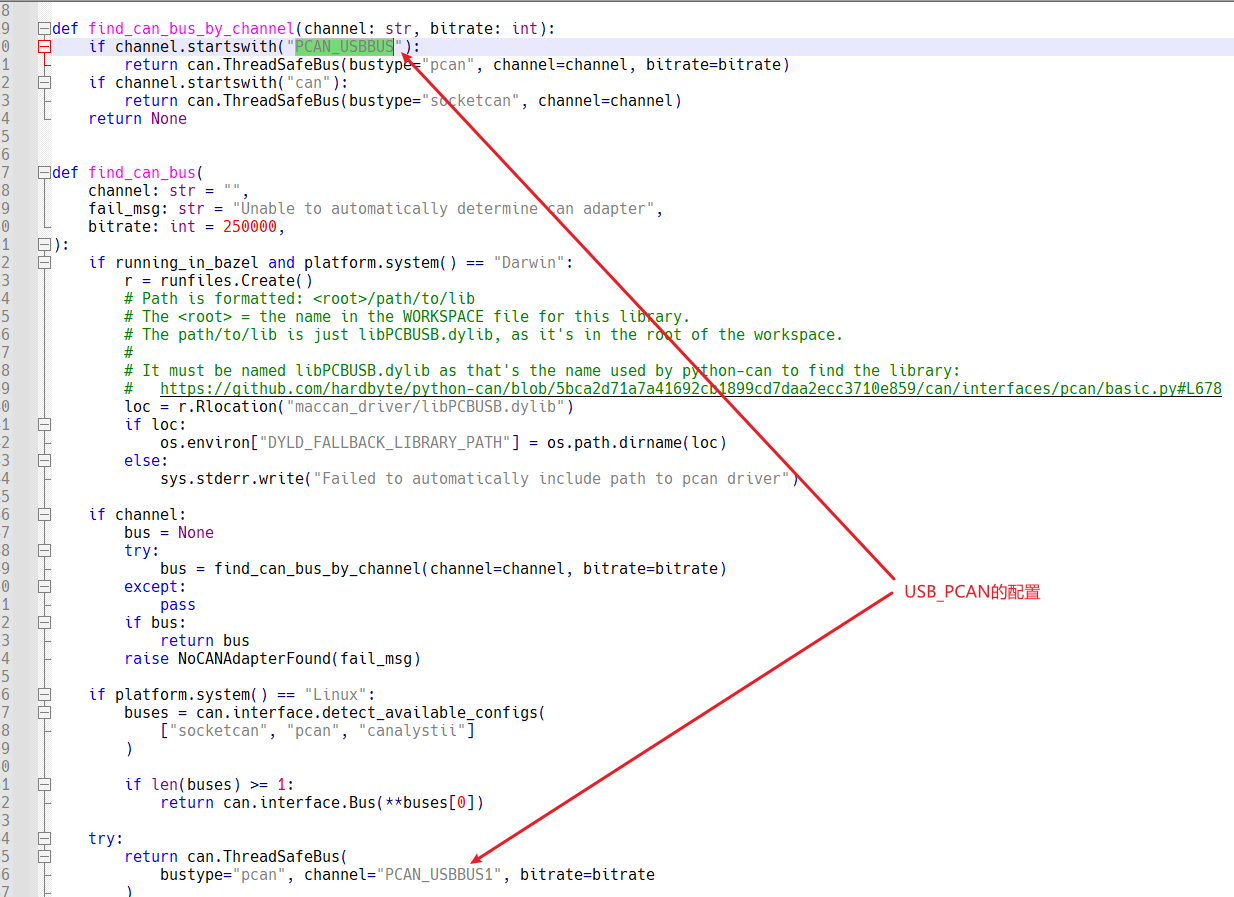 8
9 def find_can_bus_by_channel(channel: str, bitrate: int):
0     if channel.startswith("PCAN_USBBUS"):
1         return can.ThreadSafeBus(bustype="pcan", channel=channel, bitrate=bitrate)
2     if channel.startswith("can"):
3         return can.ThreadSafeBus(bustype="socketcan", channel=channel)
4     return None
5
6
7 def find_can_bus(
8     channel: str = "",
9     fail_msg: str = "Unable to automatically determine can adapter",
0     bitrate: int = 250000,
1 ):
2     if running_in_bazel and platform.system() == "Darwin":
3         r = runfiles.Create()
4         # Path is formatted: <root>/path/to/lib
5         # The <root> = the name in the WORKSPACE file for this library.
6         # The path/to/lib is just libPCBUSB.dylib, as it's in the root of the workspace.
7         #
8         # It must be named libPCBUSB.dylib as that's the name used by python-can to find the library:
9         #   https://github.com/hardbyte/python-can/blob/5bca2d71a7a41692cb1899cd7daa2ecc3710e859/can/interfaces/pcan/basic.py#L678
0         loc = r.Rlocation("maccan_driver/libPCBUSB.dylib")
1         if loc:
2             os.environ["DYLD_FALLBACK_LIBRARY_PATH"] = os.path.dirname(loc)
3         else:
4             sys.stderr.write("Failed to automatically include path to pcan driver")
5
6     if channel:
7         bus = None
8         try:
9             bus = find_can_bus_by_channel(channel=channel, bitrate=bitrate)
0         except:
1             pass
2         if bus:
3             return bus
4         raise NoCANAdapterFound(fail_msg)
5
6     if platform.system() == "Linux":
7         buses = can.interface.detect_available_configs(
8             ["socketcan", "pcan", "canalystii"]
9         )
0
1         if len(buses) >= 1:
2             return can.interface.Bus(**buses[0])
3
4     try:
5         return can.ThreadSafeBus(
6             bustype="pcan", channel="PCAN_USBBUS1", bitrate=bitrate
7         )
USB_PCAN的配置